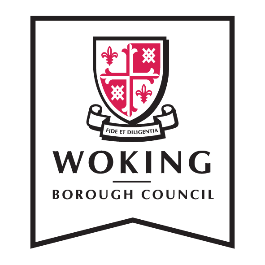 FIDE ET DILIGENTIA
WOKING
BOROUGH COUNCIL